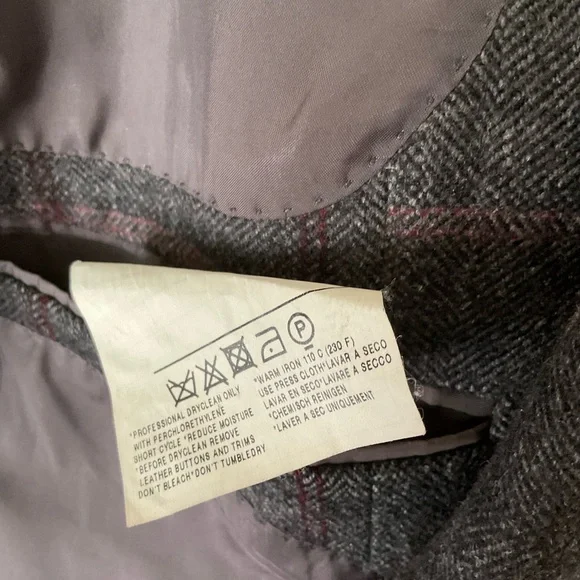 P
*PROFESSIONAL DRYCLEAN ONLY
WITH PERCHLORETHYLENE
SHORT CYCLE *REDUCE MOISTURE
*BEFORE DRYCLEAN REMOVE
LEATHER BUTTONS AND TRIMS
DON'T BLEACH*DON'T TUMBLEDRY
*WARM IRON 110 C (230 F)
USE PRESS CLOTH*LAVAR A SECO
LAVAR EN SECO*LAVARE A SECCO
*CHEMISCH REINIGEN
*LAVER A SEC UNIQUEMENT